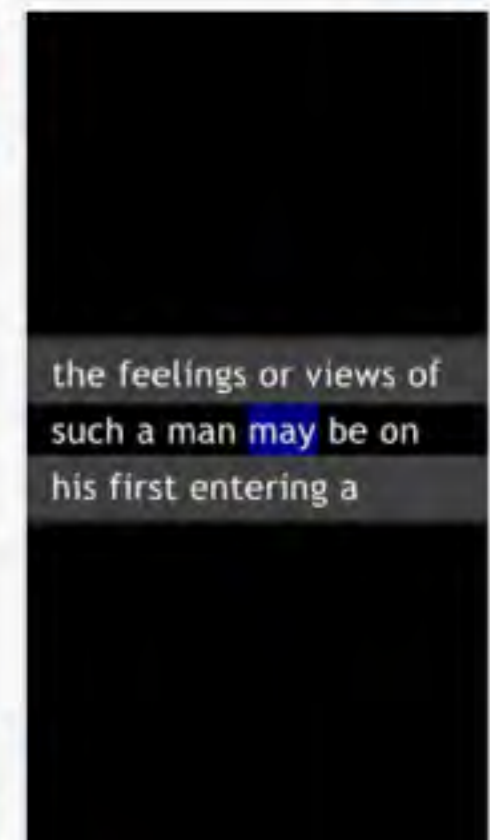 the feelings or views of
such a man may be on
his first entering a